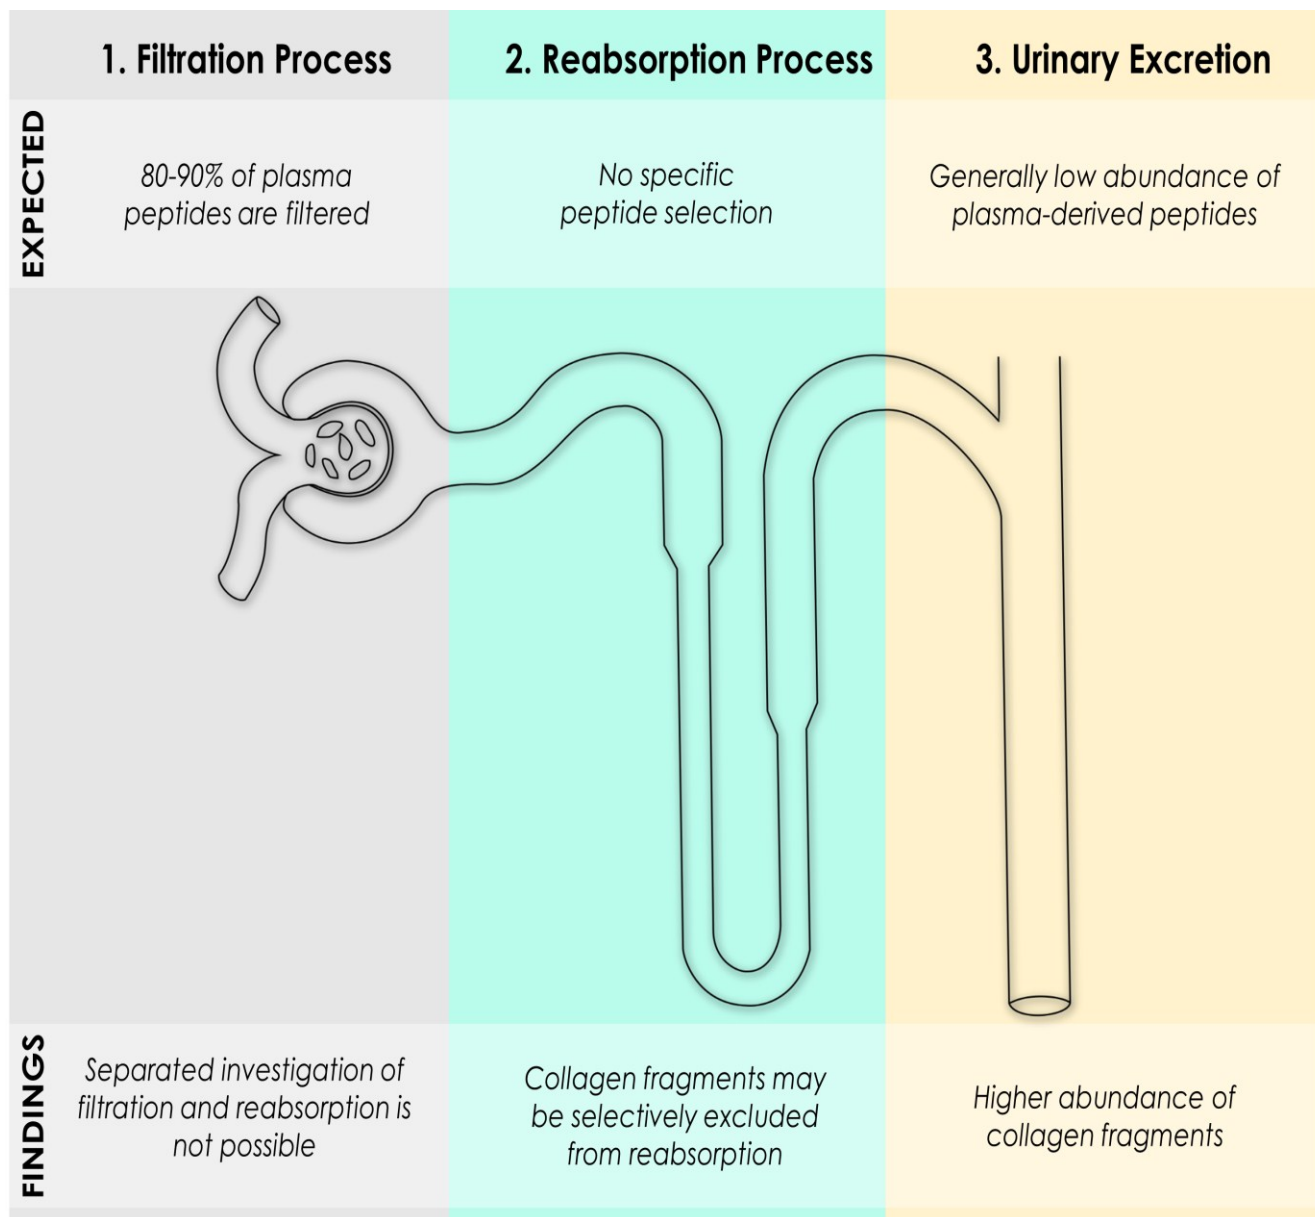 1. Filtration Process
2. Reabsorption Process
3. Urinary Excretion
EXPECTED
80-90% of plasma
peptides are filtered
No specific
peptide selection
Generally low abundance of
plasma-derived peptides
FINDINGS
Separated investigation of
filtration and reabsorption is
not possible
Collagen fragments may
be selectively excluded
from reabsorption
Higher abundance of
collagen fragments